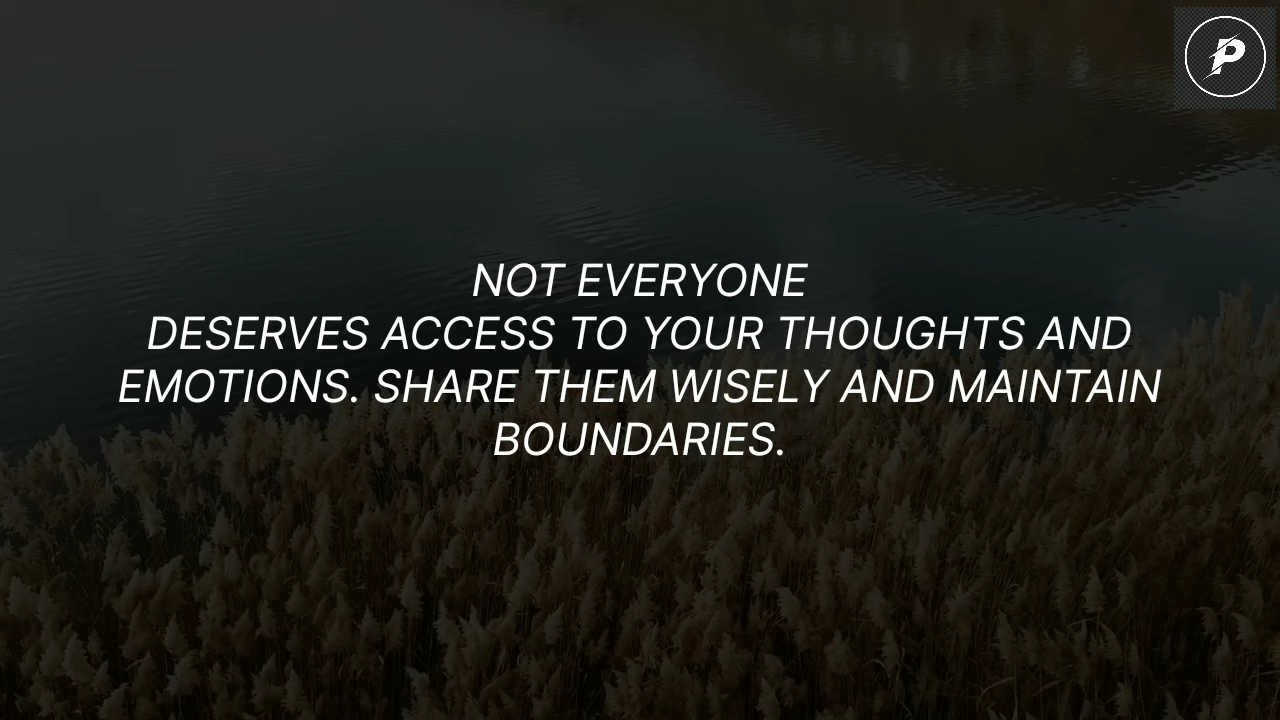 P
NOT EVERYONE
DESERVES ACCESS TO YOUR THOUGHTS AND
EMOTIONS. SHARE THEM WISELY AND MAINTAIN
BOUNDARIES.